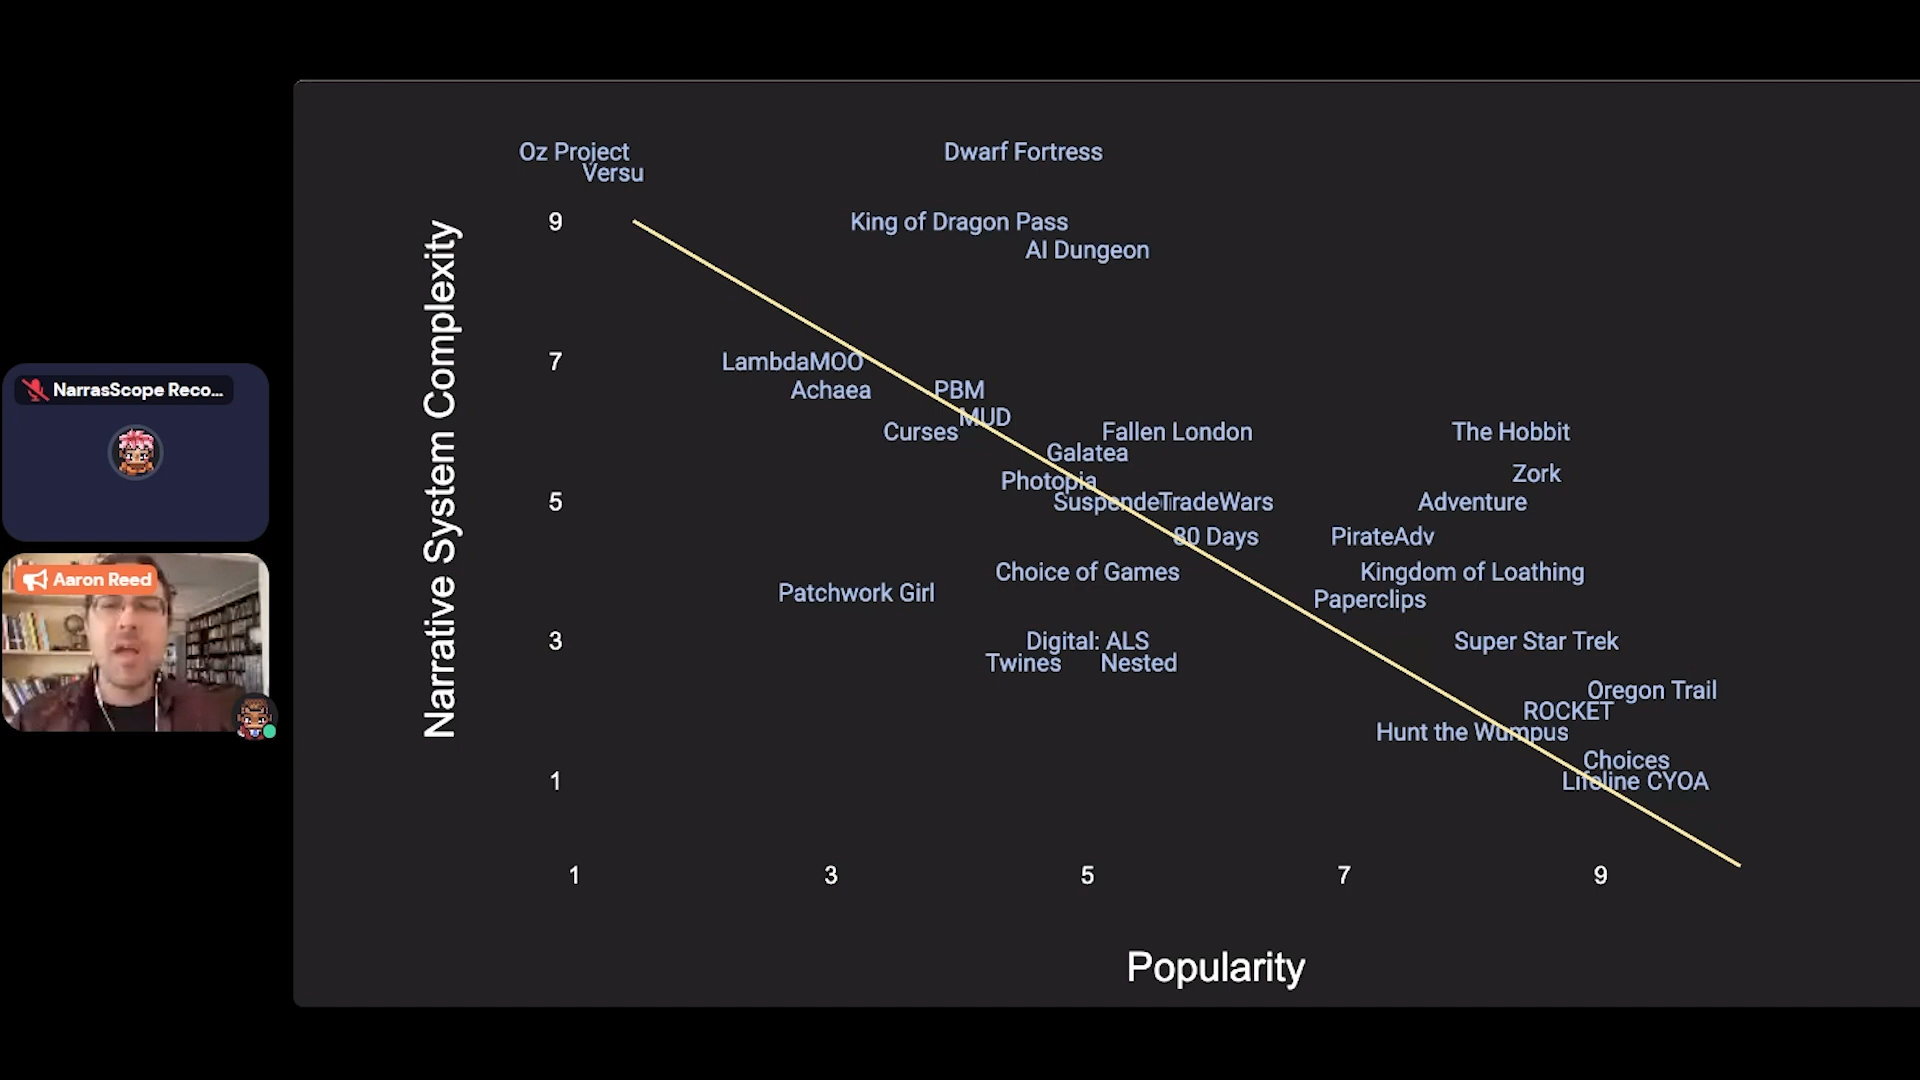 Oz Project
Dwarf Fortress
Versu
9
King of Dragon Pass
AI Dungeon
Narrative System Complexity
7
LambdaMOO
Achaea
PBM
NarrasScope Reco...
MUD
Curses
Fallen London
The Hobbit
Galatea
Photopia
Zork
5
TradeWars
Adventure
80 Days
PirateAdv
Choice of Games
Kingdom of Loathing
Aaron Reed
Patchwork Girl
Paperclips
3
Digital: ALS
Super Star Trek
Twines
Nested
Oregon Trail
ROCKET
Hunt the Wumpus
Choices
1
Lifeline CYOA
1
3
5
7
9
Popularity